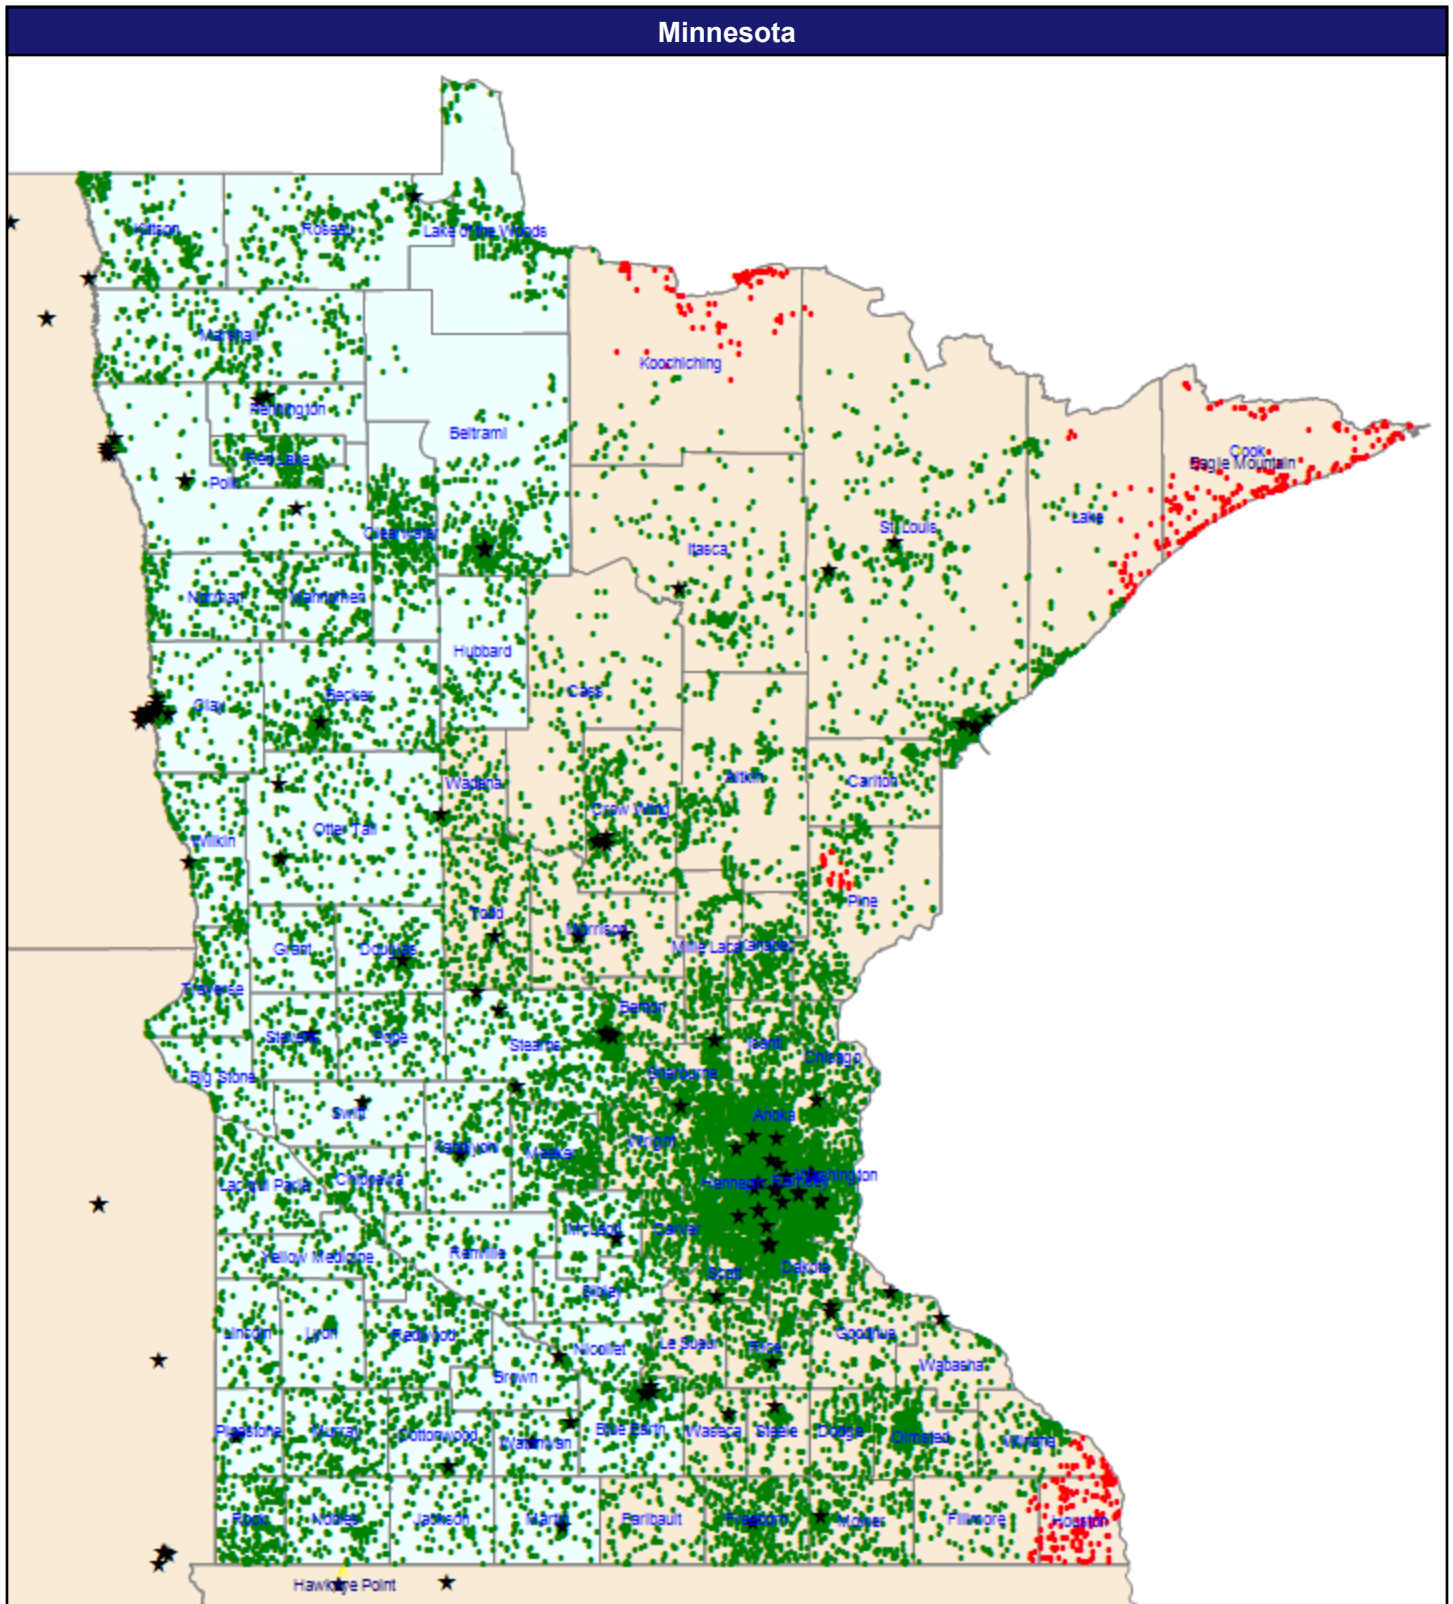 Minnesota
Kittson
Roseau
Lake of the Woods
Marshall
Koochiching
Pennington
Beltrami
Cook
Eagle Mountain
Red Lake
Polk
Lake
St. Louis
Clearwater
Itasca
Norman
Mahnomen
Hubbard
Cass
Becker
Clay
Aitkin
Carlton
Wadena
Crow Wing
Otter Tail
Wilkin
Pine
Todd
Morrison
Mille Lacs
Kanabec
Grant
Douglas
Traverse
Benton
Stevens
Pope
Stearns
Isanti
Chisago
Big Stone
Sherburne
Swift
Anoka
Wright
Kandiyohi
Meeker
Lac qui Parle
Chippewa
Hennepin
Ramsey
Washington
McLeod
Carver
Yellow Medicine
Renville
Scott
Dakota
Sibley
Lincoln
Lyon
Redwood
Nicollet
Le Sueur
Rice
Goodhue
Wabasha
Brown
Pipestone
Murray
Cottonwood
Watonwan
Blue Earth
Waseca
Steele
Dodge
Olmsted
Winona
Rock
Nobles
Jackson
Martin
Faribault
Freeborn
Mower
Fillmore
Houston
Hawkeye Point